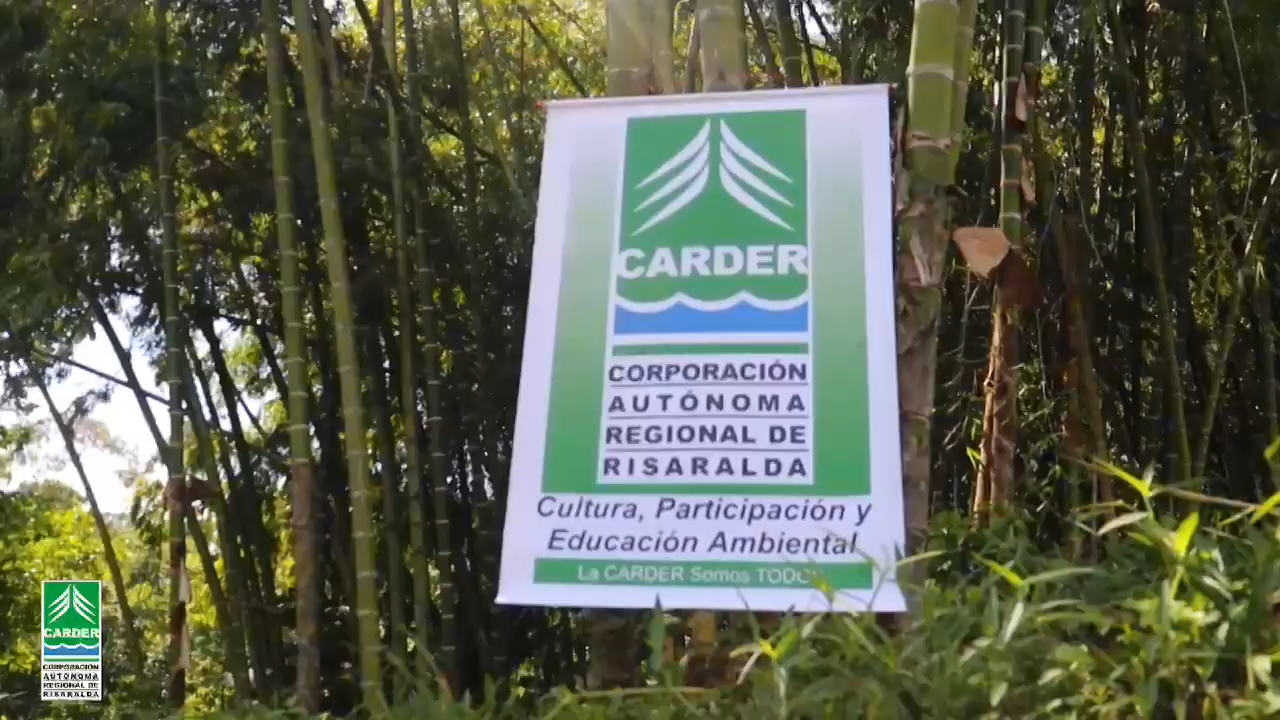 CARDER
CORPORACIÓN
AUTÓNOMA
REGIONAL DE
RISARALDA
Cultura, Participación y
Educación Ambiental
La CARDER Somos TODOS
CARDER
CORPORACIÓN
AUTÓNOMA
REGIONAL DE
RISARALDA